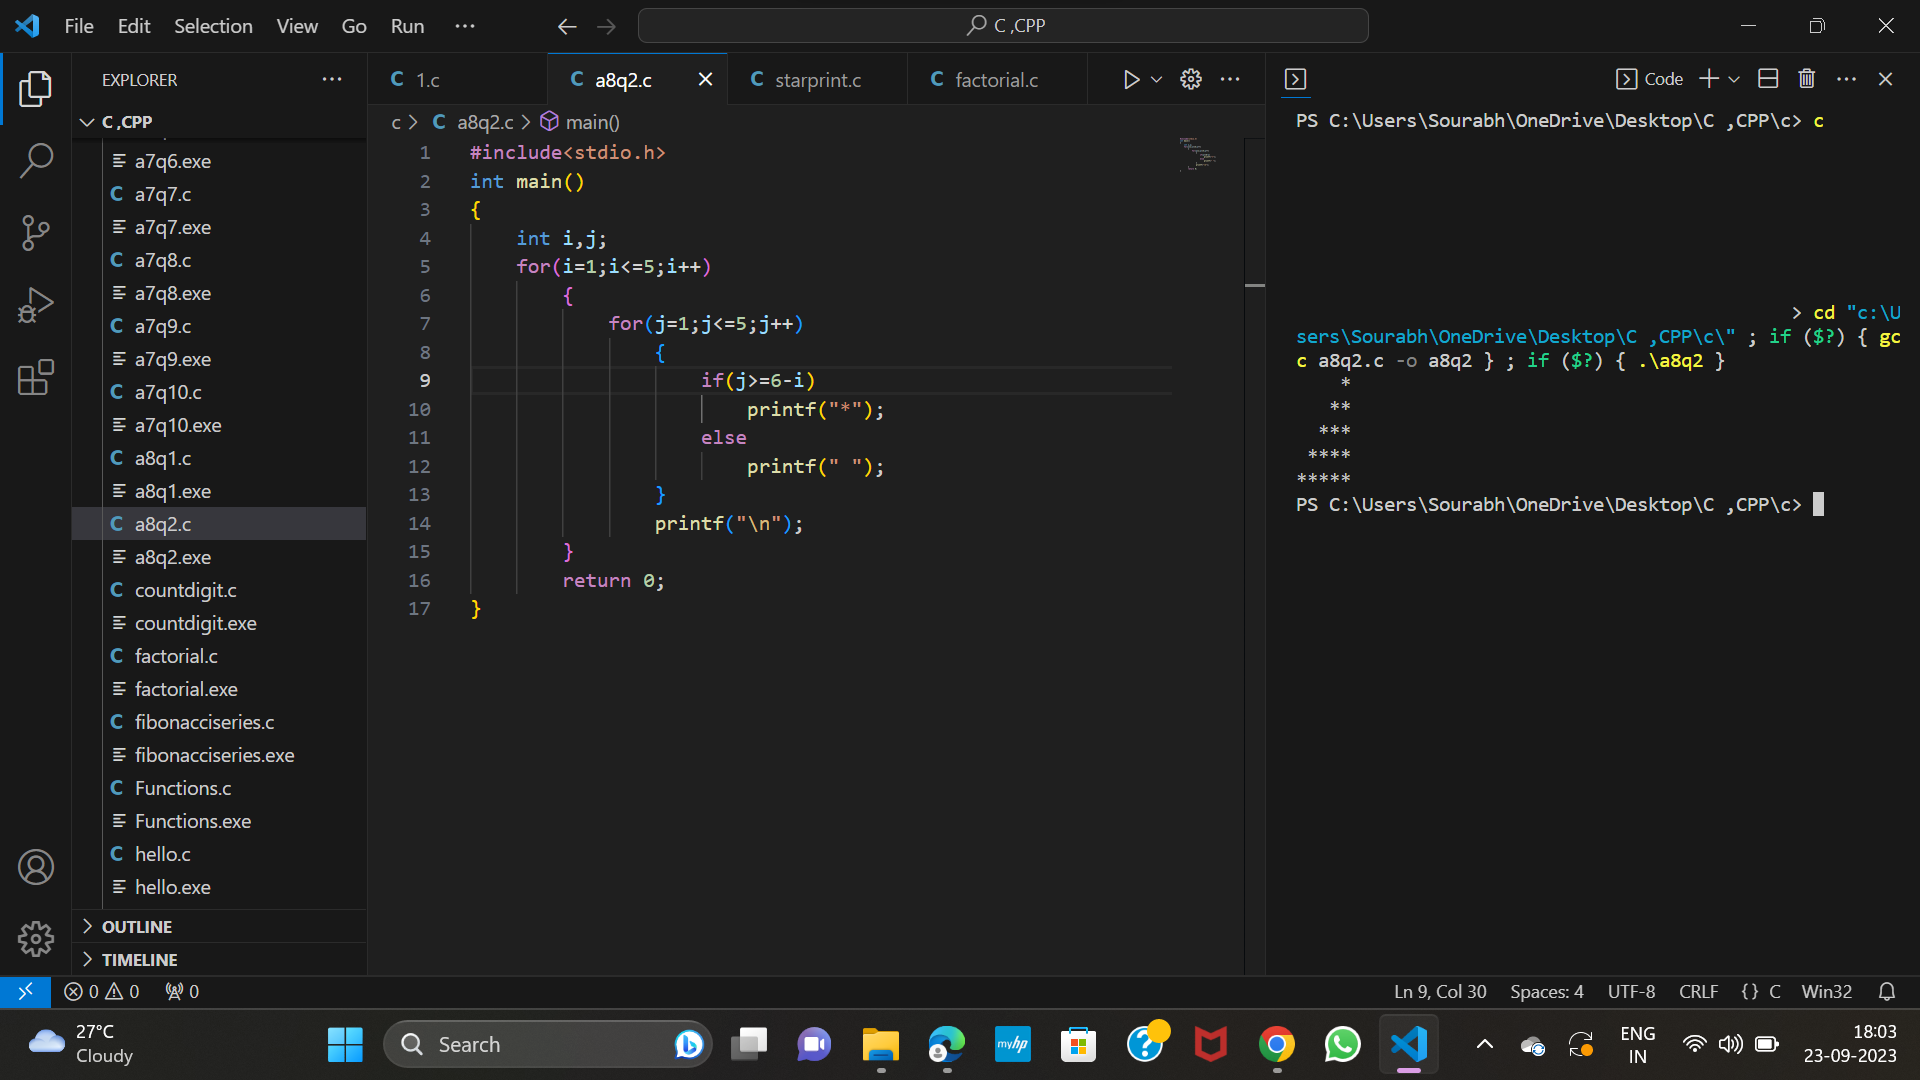 File Edit Selection View Go Run ··· C ,CPP
EXPLORER ···
C ,CPP
a7q6.exe
C a7q7.c
a7q7.exe
C a7q8.c
a7q8.exe
C a7q9.c
a7q9.exe
C a7q10.c
a7q10.exe
C a8q1.c
a8q1.exe
C a8q2.c
a8q2.exe
C countdigit.c
countdigit.exe
C factorial.c
factorial.exe
C fibonacciseries.c
fibonacciseries.exe
C Functions.c
Functions.exe
C hello.c
hello.exe
OUTLINE
TIMELINE
C 1.c C a8q2.c C starprint.c C factorial.c
c > C a8q2.c > main()
1 #include<stdio.h>
2 int main()
3 {
4 int i,j;
5 for(i=1;i<=5;i++)
6 {
7 for(j=1;j<=5;j++)
8 {
9 if(j>=6-i)
10 printf("*");
11 else
12 printf(" ");
13 }
14 printf("\n");
15 }
16 return 0;
17 }
Code
PS C:\Users\Sourabh\OneDrive\Desktop\C ,CPP\c> c
> cd "c:\U
sers\Sourabh\OneDrive\Desktop\C ,CPP\c\" ; if ($?) { gc
c a8q2.c -o a8q2 } ; if ($?) { .\a8q2 }
*
**
***
****
*****
PS C:\Users\Sourabh\OneDrive\Desktop\C ,CPP\c>
0 0 0 Ln 9, Col 30 Spaces: 4 UTF-8 CRLF {} C Win32
27°C
Cloudy
Search
myhp
ENG
IN
18:03
23-09-2023